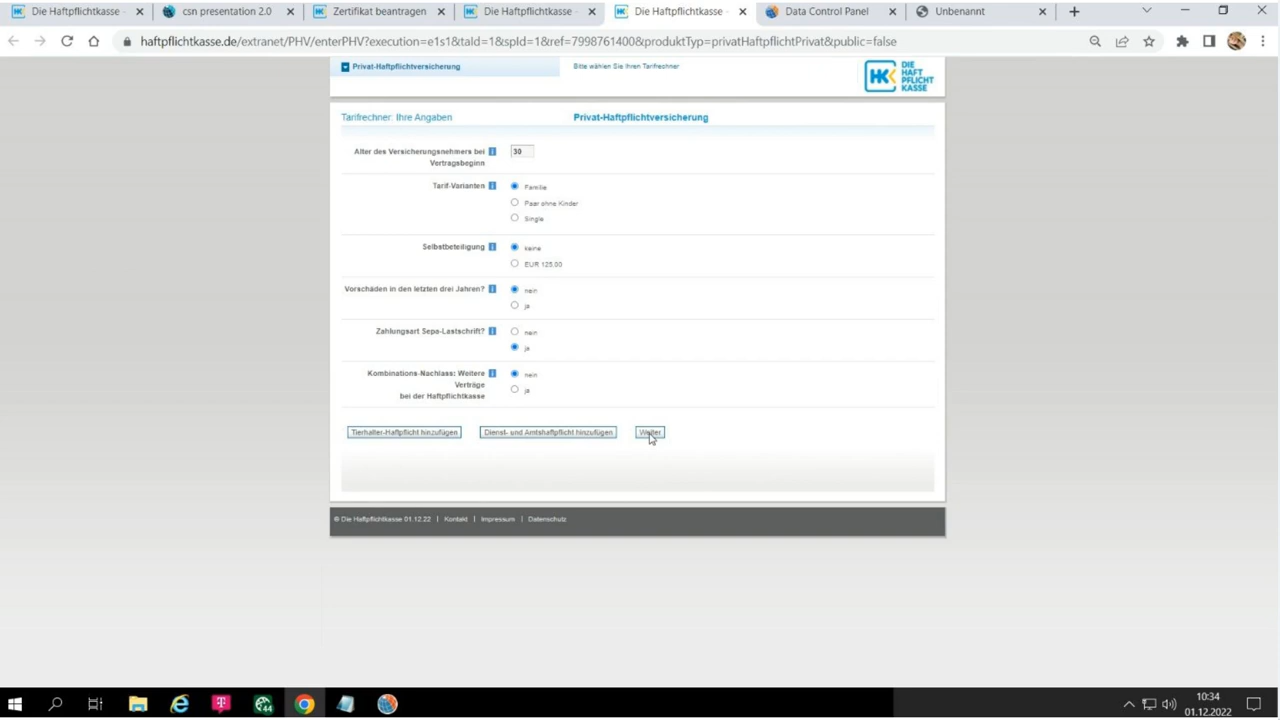 Die Haftpflichtkasse -
csn presentation 2.0
Zertifikat beantragen
Die Haftpflichtkasse -
Die Haftpflichtkasse -
Data Control Panel
Unbenannt
haftpflichtkasse.de/extranet/PHV/enterPHV?execution=e1s1&taId=1&spId=1&ref=7998761400&produktTyp=privatHaftpflichtPrivat&public=false
Privat-Haftpflichtversicherung
Bitte wählen Sie Ihren Tarifrechner
HK DIE
HAFT
PFLICHT
KASSE
Tarifrechner: Ihre Angaben
Privat-Haftpflichtversicherung
Alter des Versicherungsnehmers bei
Vertragsbeginn
30
Tarif-Varianten
Familie
Paar ohne Kinder
Single
Selbstbeteiligung
keine
EUR 125.00
Vorschäden in den letzten drei Jahren?
nein
ja
Zahlungsart Sepa-Lastschrift?
nein
ja
Kombinations-Nachlass: Weitere
Verträge
bei der Haftpflichtkasse
nein
ja
Tierhalter-Haftpflicht hinzufügen
Dienst- und Amtshaftpflicht hinzufügen
Weiter
© Die Haftpflichtkasse 01.12.22 | Kontakt | Impressum | Datenschutz
10:34
01.12.2022